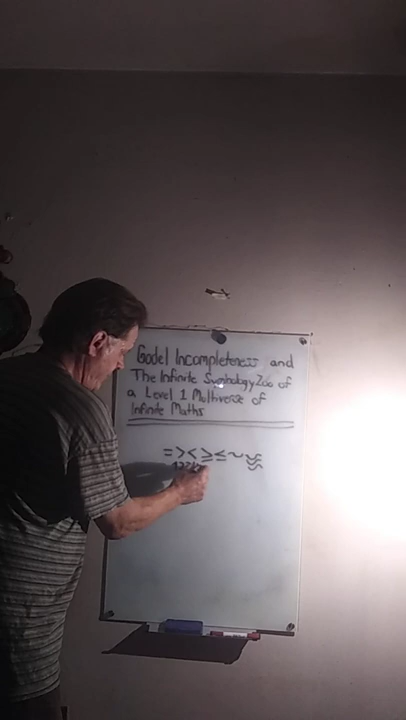 Godel Incompleteness and
The Infinite Symbology Zoo of
a Level 1 Multiverse of
Infinite Maths
= > < ≥ ≤ ~